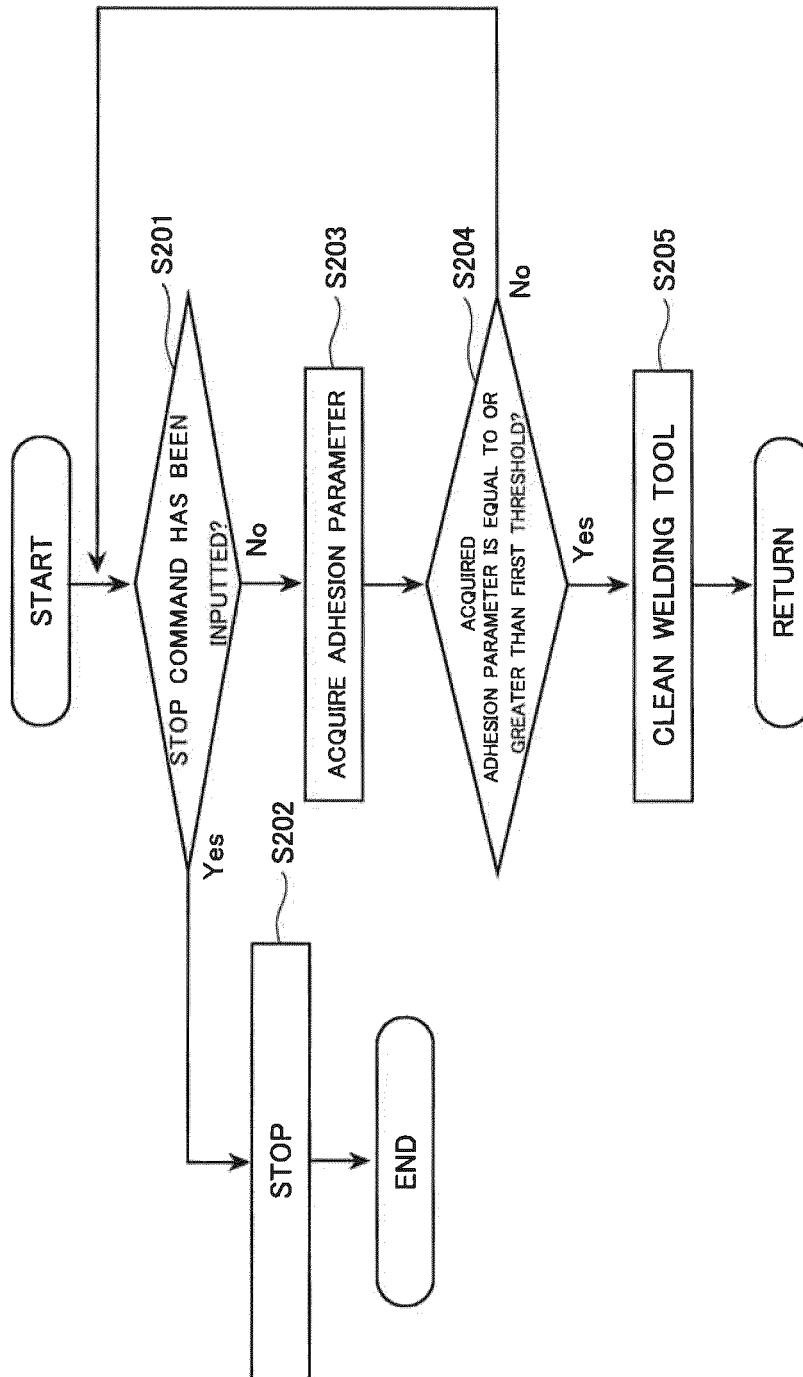 START
S201
STOP COMMAND HAS BEEN
INPUTTED?
Yes
No
S202
STOP
END
S203
ACQUIRE ADHESION PARAMETER
S204
ACQUIRED
ADHESION PARAMETER IS EQUAL TO OR
GREATER THAN FIRST THRESHOLD?
No
Yes
S205
CLEAN WELDING TOOL
RETURN